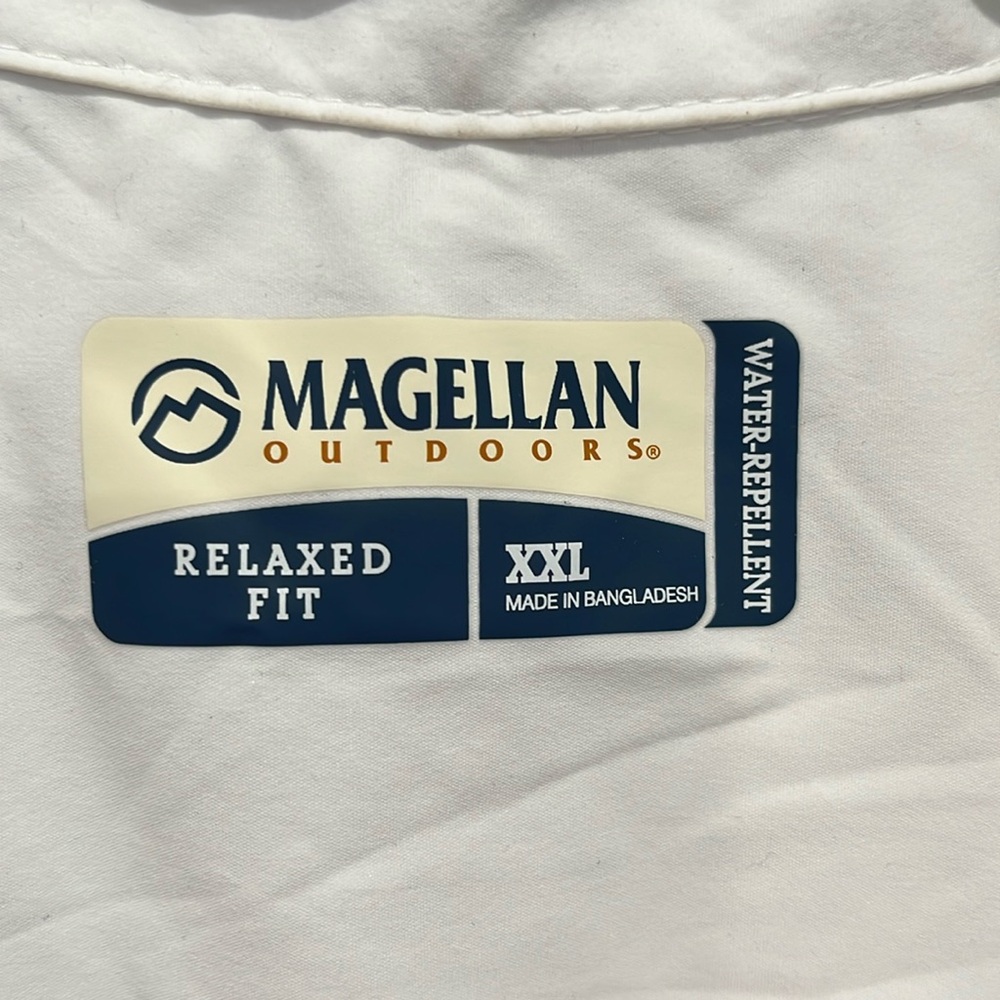 MAGELLAN
OUTDOORS®
RELAXED
FIT
XXL
MADE IN BANGLADESH
WATER-REPELLENT